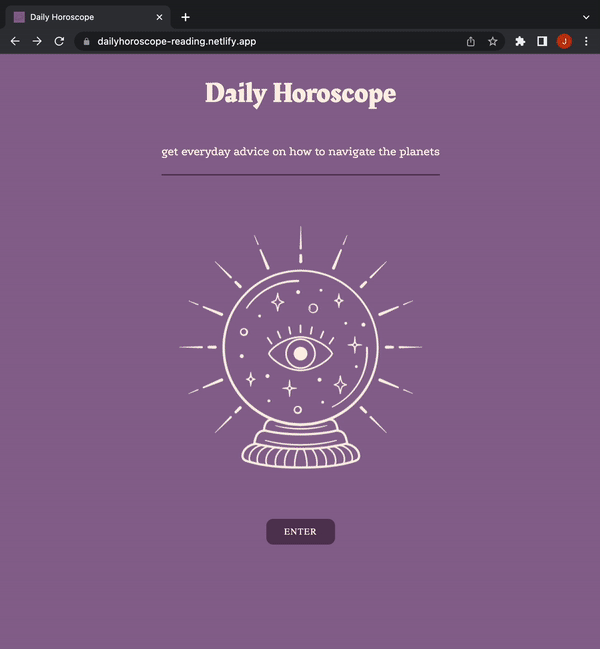 Daily Horoscope
dailyhoroscope-reading.netlify.app
J
Daily Horoscope
get everyday advice on how to navigate the planets
ENTER